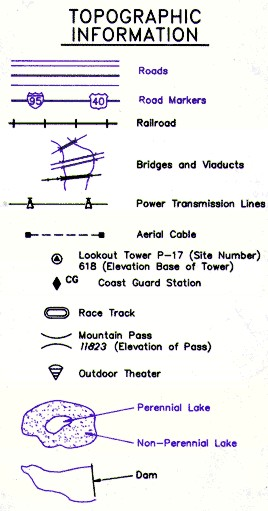 TOPOGRAPHIC
INFORMATION
Roads
95 40 Road Markers
Railroad
Bridges and Viaducts
Power Transmission Lines
Aerial Cable
Lookout Tower P-17 (Site Number)
618 (Elevation Base of Tower)
CG Coast Guard Station
Race Track
Mountain Pass
11823 (Elevation of Pass)
Outdoor Theater
Perennial Lake
Non-Perennial Lake
Dam